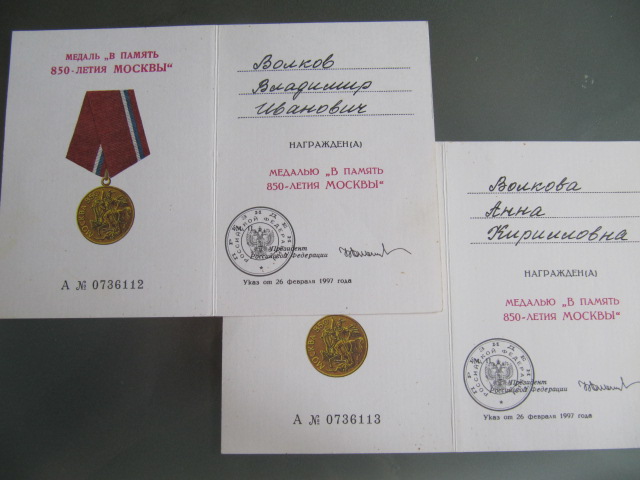 МЕДАЛЬ „В ПАМЯТЬ
850-ЛЕТИЯ МОСКВЫ"
А № 0736112
Волков
Владимир
Иванович
НАГРАЖДЕН(А)
МЕДАЛЬЮ „В ПАМЯТЬ
850-ЛЕТИЯ МОСКВЫ"
Президент
Российской Федерации
Указ от 26 февраля 1997 года
А № 0736113
Волкова
Анна
Кирилловна
НАГРАЖДЕН(А)
МЕДАЛЬЮ „В ПАМЯТЬ
850-ЛЕТИЯ МОСКВЫ"
Президент
Российской Федерации
Указ от 26 февраля 1997 года